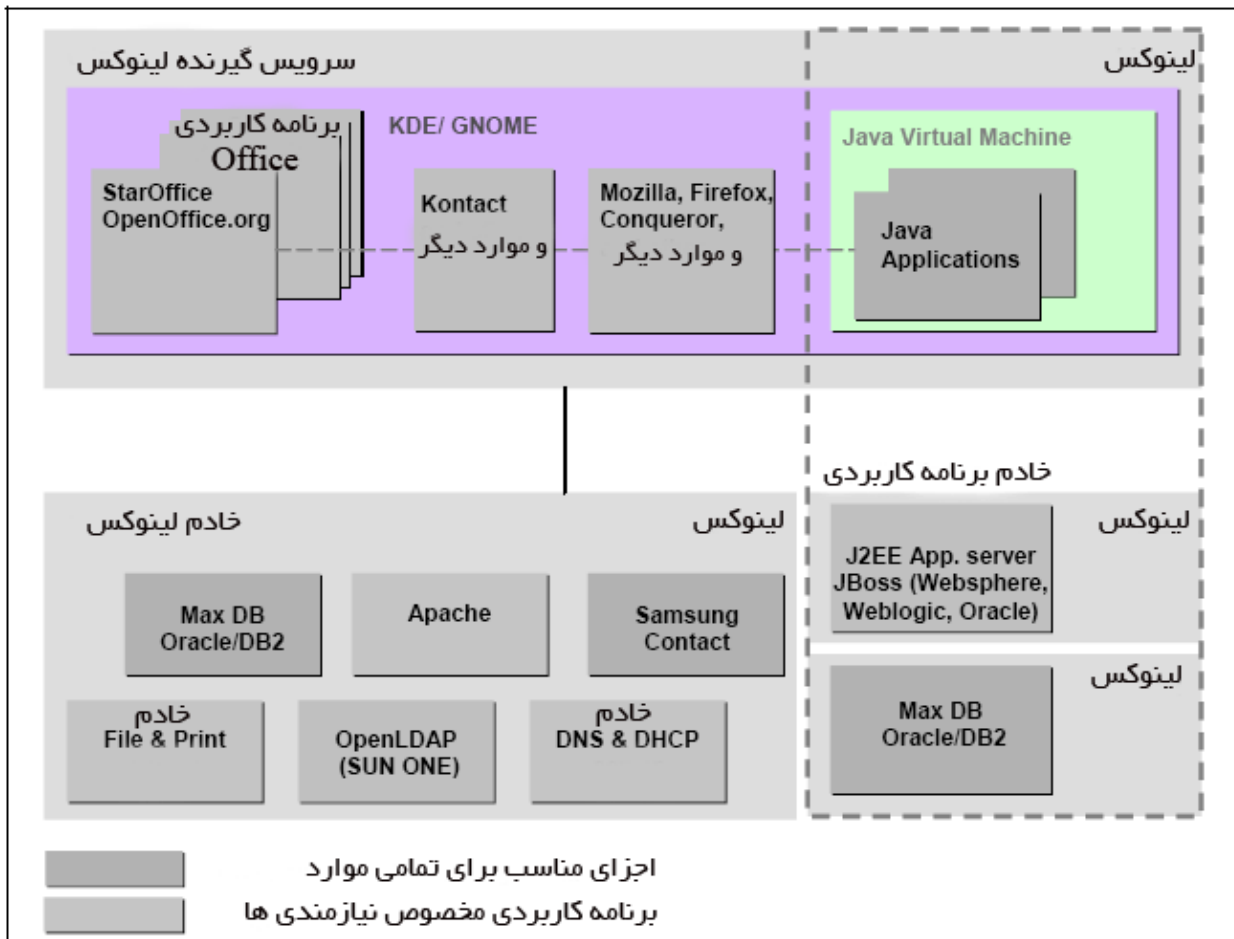 سرویس گیرنده لینوکس
لینوکس
برنامه کاربردی
Office
StarOffice
OpenOffice.org
KDE/ GNOME
Kontact
و موارد دیگر
Mozilla, Firefox,
Conqueror,
و موارد دیگر
Java Virtual Machine
Java
Applications
خادم برنامه کاربردی
خادم لینوکس
لینوکس
Max DB
Oracle/DB2
Apache
Samsung
Contact
خادم
File & Print
OpenLDAP
(SUN ONE)
خادم
DNS & DHCP
لینوکس
J2EE App. server
JBoss (Websphere,
Weblogic, Oracle)
لینوکس
Max DB
Oracle/DB2
اجزای مناسب برای تمامی موارد
برنامه کاربردی مخصوص نیازمندی ها